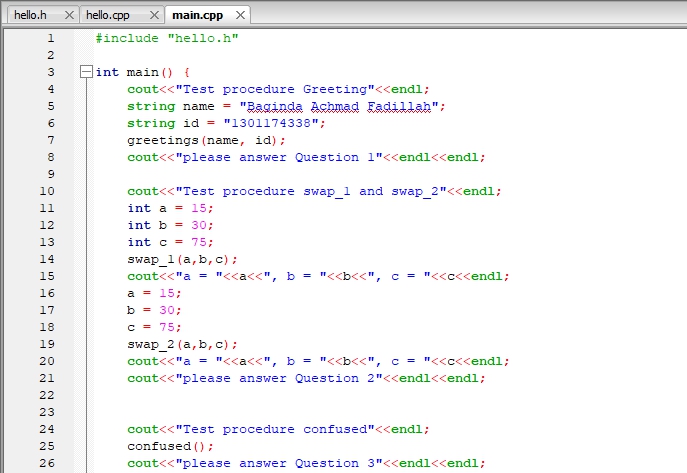 hello.h × hello.cpp × main.cpp ×
1 #include "hello.h"
2
3 int main() {
4 cout<<"Test procedure Greeting"<<endl;
5 string name = "Baginda Achmad Fadillah";
6 string id = "1301174338";
7 greetings(name, id);
8 cout<<"please answer Question 1"<<endl<<endl;
9
10 cout<<"Test procedure swap_1 and swap_2"<<endl;
11 int a = 15;
12 int b = 30;
13 int c = 75;
14 swap_1(a,b,c);
15 cout<<"a = "<<a<<", b = "<<b<<", c = "<<c<<endl;
16 a = 15;
17 b = 30;
18 c = 75;
19 swap_2(a,b,c);
20 cout<<"a = "<<a<<", b = "<<b<<", c = "<<c<<endl;
21 cout<<"please answer Question 2"<<endl<<endl;
22
23
24 cout<<"Test procedure confused"<<endl;
25 confused();
26 cout<<"please answer Question 3"<<endl<<endl;